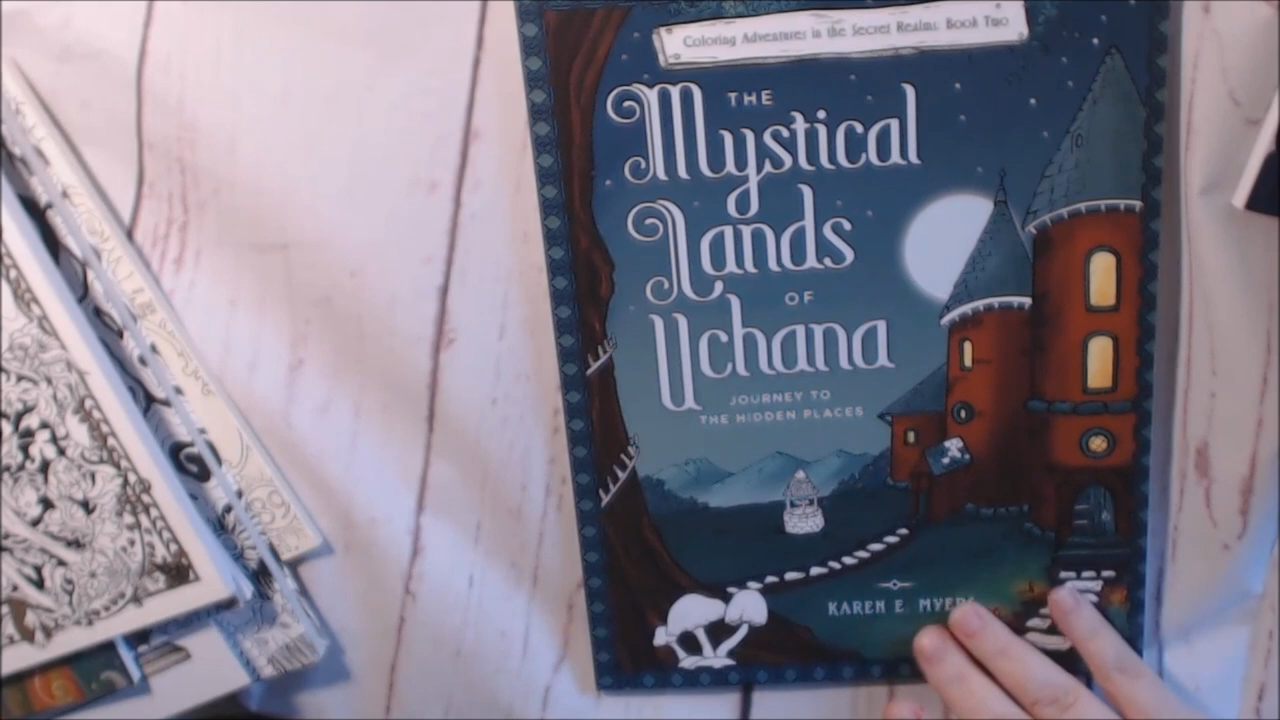 Coloring Adventures in the Secret Realms: Book Two
THE
Mystical
Lands
OF
Uchana
JOURNEY TO
THE HIDDEN PLACES
KAREN E. MYERS